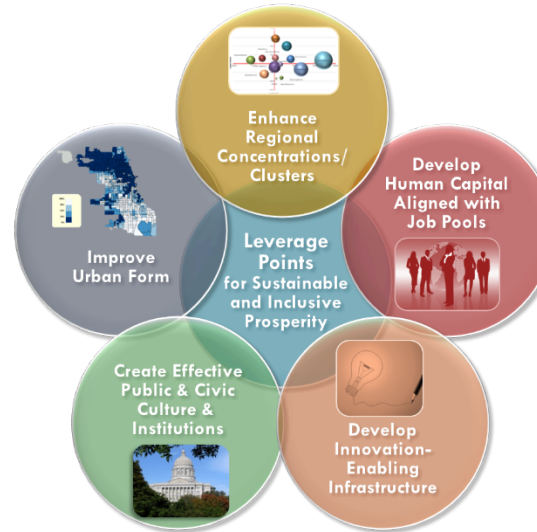 Enhance
Regional
Concentrations/
Clusters
Develop
Human Capital
Aligned with
Job Pools
Improve
Urban Form
Leverage
Points
for Sustainable
and Inclusive
Prosperity
Create Effective
Public & Civic
Culture &
Institutions
Develop
Innovation-
Enabling
Infrastructure